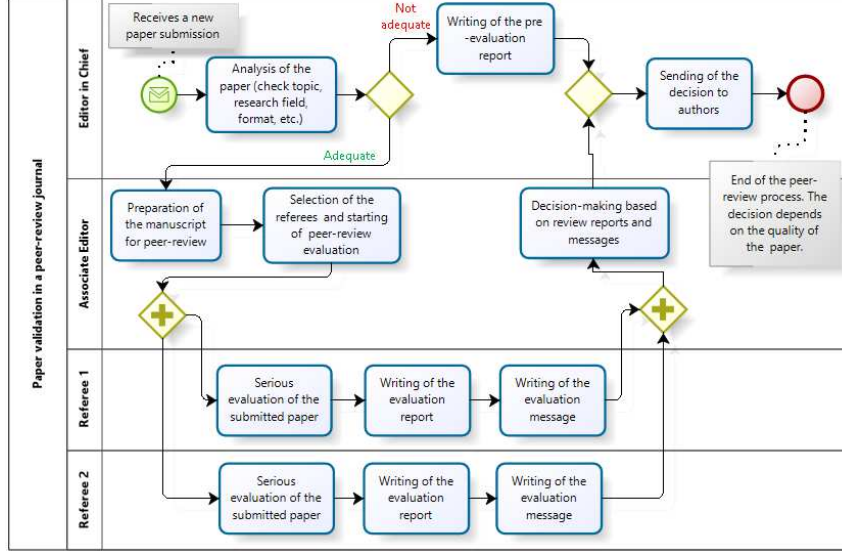 Paper validation in a peer-review journal
Editor in Chief
Receives a new
paper submission
Analysis of the
paper (check topic,
research field,
format, etc.)
Not
adequate
Adequate
Writing of the pre
-evaluation
report
Sending of the
decision to
authors
End of the peer-
review process. The
decision depends
on the quality of
the paper.
Associate Editor
Preparation of
the manuscript
for peer-review
Selection of the
referees and starting
of peer-review
evaluation
Decision-making based
on review reports and
messages
Referee 1
Serious
evaluation of the
submitted paper
Writing of the
evaluation
report
Writing of the
evaluation
message
Referee 2
Serious
evaluation of the
submitted paper
Writing of the
evaluation
report
Writing of the
evaluation
message